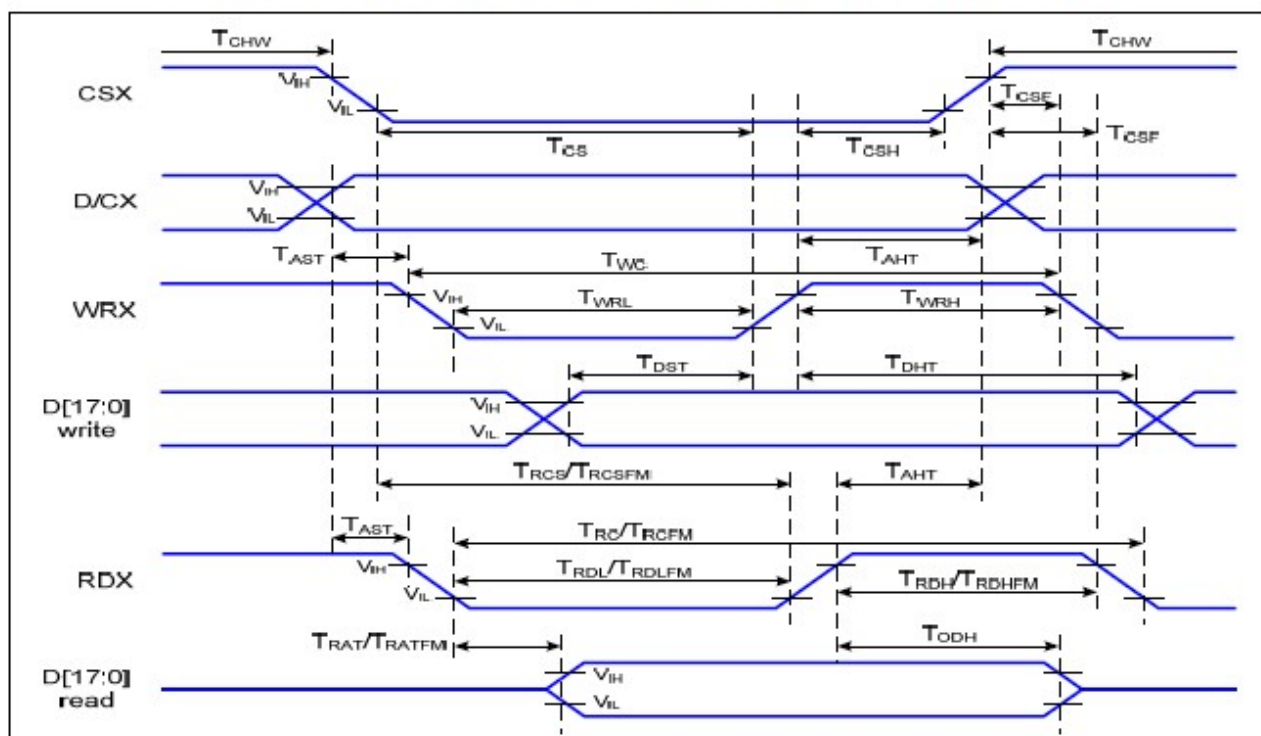 TCHW TCHW
CSX VIH
VIL
TCSF
TCS TCSH TCSF
D/CX VIH
VIL
TAST TWC TAHT
WRX VIH TWRL TWRH
VIL
TDST TDHT
D[17:0] VIH
write VIL
TRCS/TRCSFM TAHT
TAST TRC/TRCFM
RDX VIH TRDL/TRDLFM TRDH/TRDHFM
VIL
TRAT/TRATFM TODH
D[17:0] VIH
read VIL